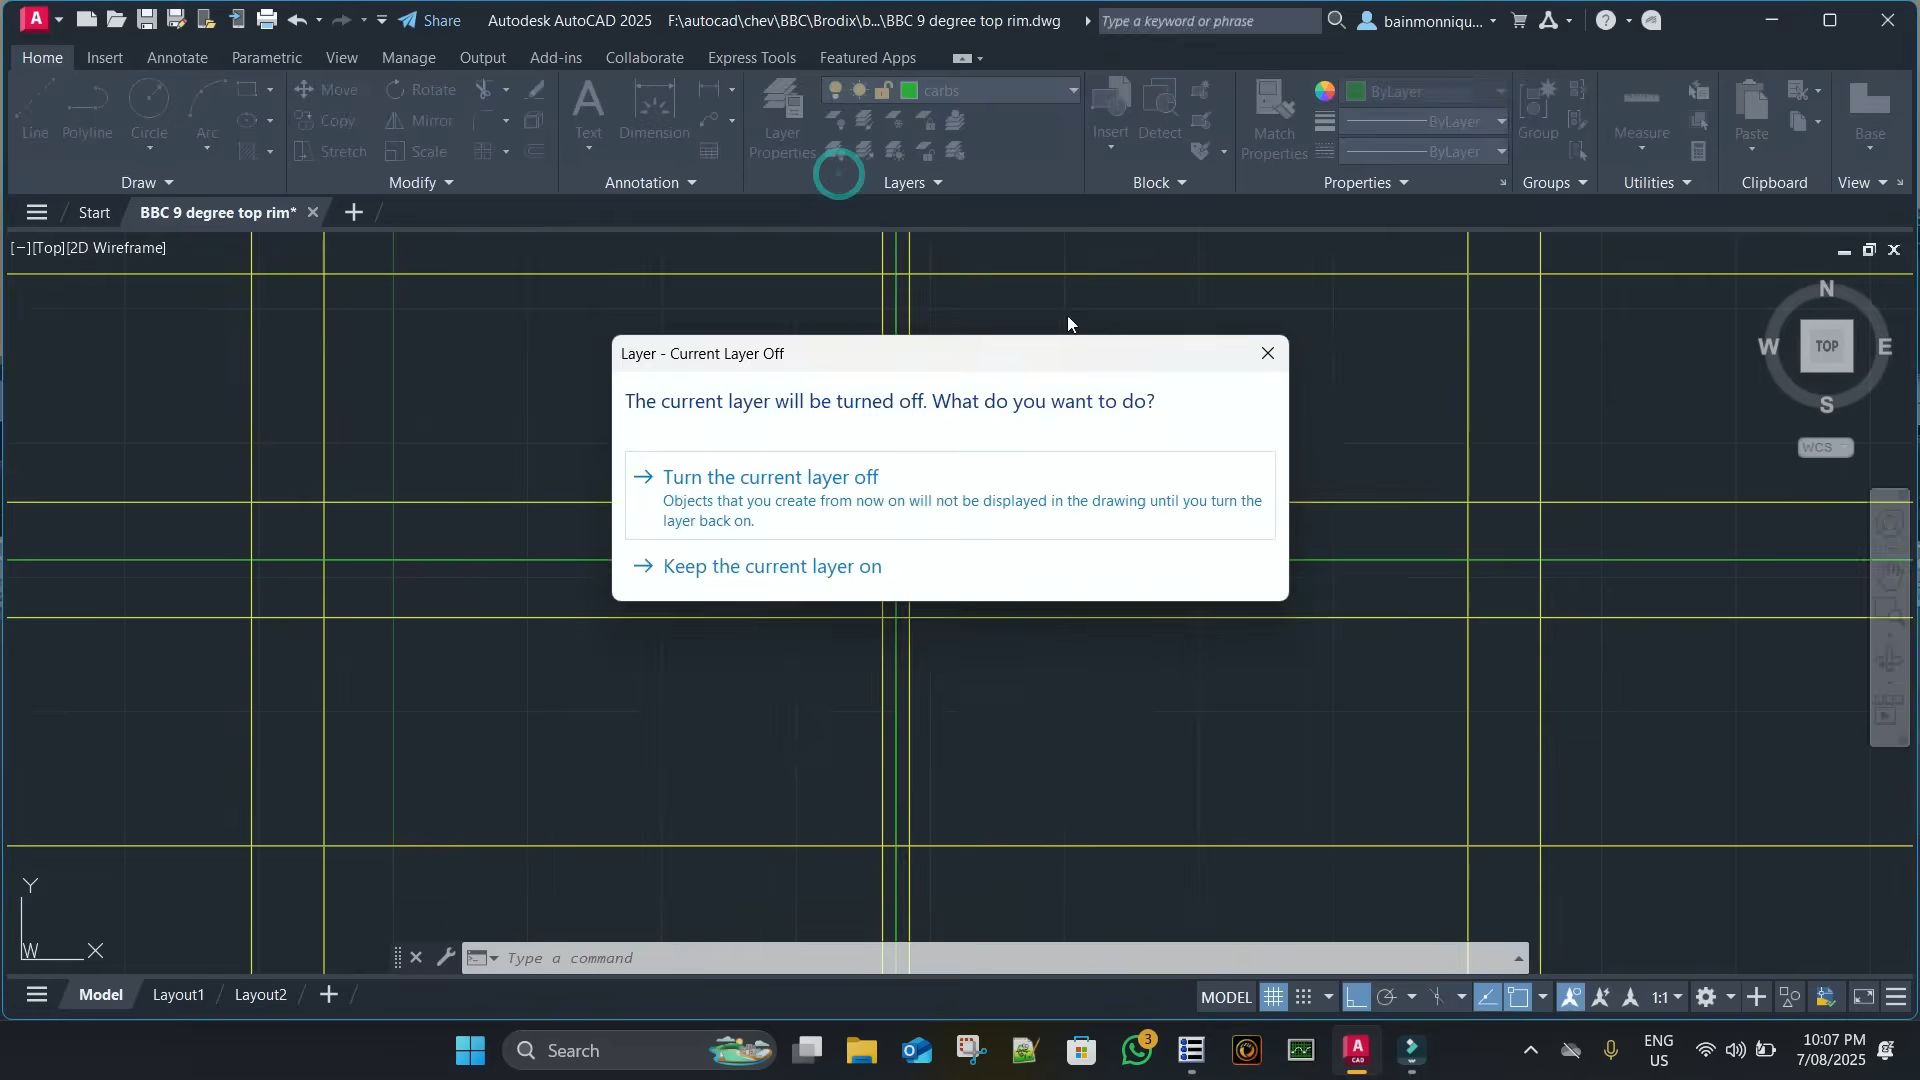 A CAD Share Autodesk AutoCAD 2025 F:\autocad\chev\BBC\Brodix\b...\BBC 9 degree top rim.dwg Type a keyword or phrase bainmonniqu...
Home Insert Annotate Parametric View Manage Output Add-ins Collaborate Express Tools Featured Apps
Line Polyline Circle Arc
Move Rotate
Copy Mirror
Stretch Scale
Text Dimension
Layer Properties
carbs
Insert Detect
Match Properties
ByLayer
ByLayer
ByLayer
Group Measure Paste Base
Draw Modify Annotation Layers Block Properties Groups Utilities Clipboard View
Start BBC 9 degree top rim*
[−][Top][2D Wireframe]
N
W TOP E
S
WCS
Layer - Current Layer Off
The current layer will be turned off. What do you want to do?
Turn the current layer off
Objects that you create from now on will not be displayed in the drawing until you turn the
layer back on.
Keep the current layer on
Y
W X
Type a command
Model Layout1 Layout2 MODEL 1:1
Search 3 CAD ENG 10:07 PM
US 7/08/2025